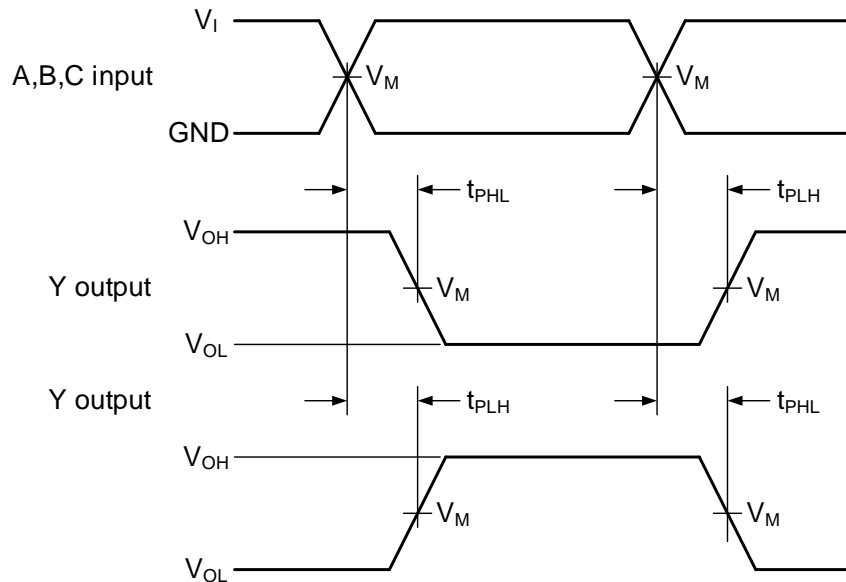 V_I
A,B,C input
V_M
V_M
GND
t_PHL
t_PLH
V_OH
Y output
V_M
V_M
V_OL
Y output
t_PLH
t_PHL
V_OH
V_M
V_M
V_OL